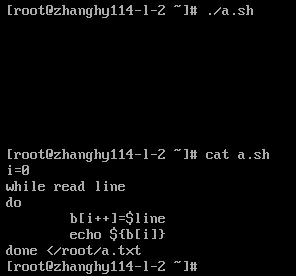 [root@zhanghy114-l-2 ~]# ./a.sh
[root@zhanghy114-l-2 ~]# cat a.sh
i=0
while read line
do
        b[i++]=$line
        echo ${b[i]}
done </root/a.txt
[root@zhanghy114-l-2 ~]#